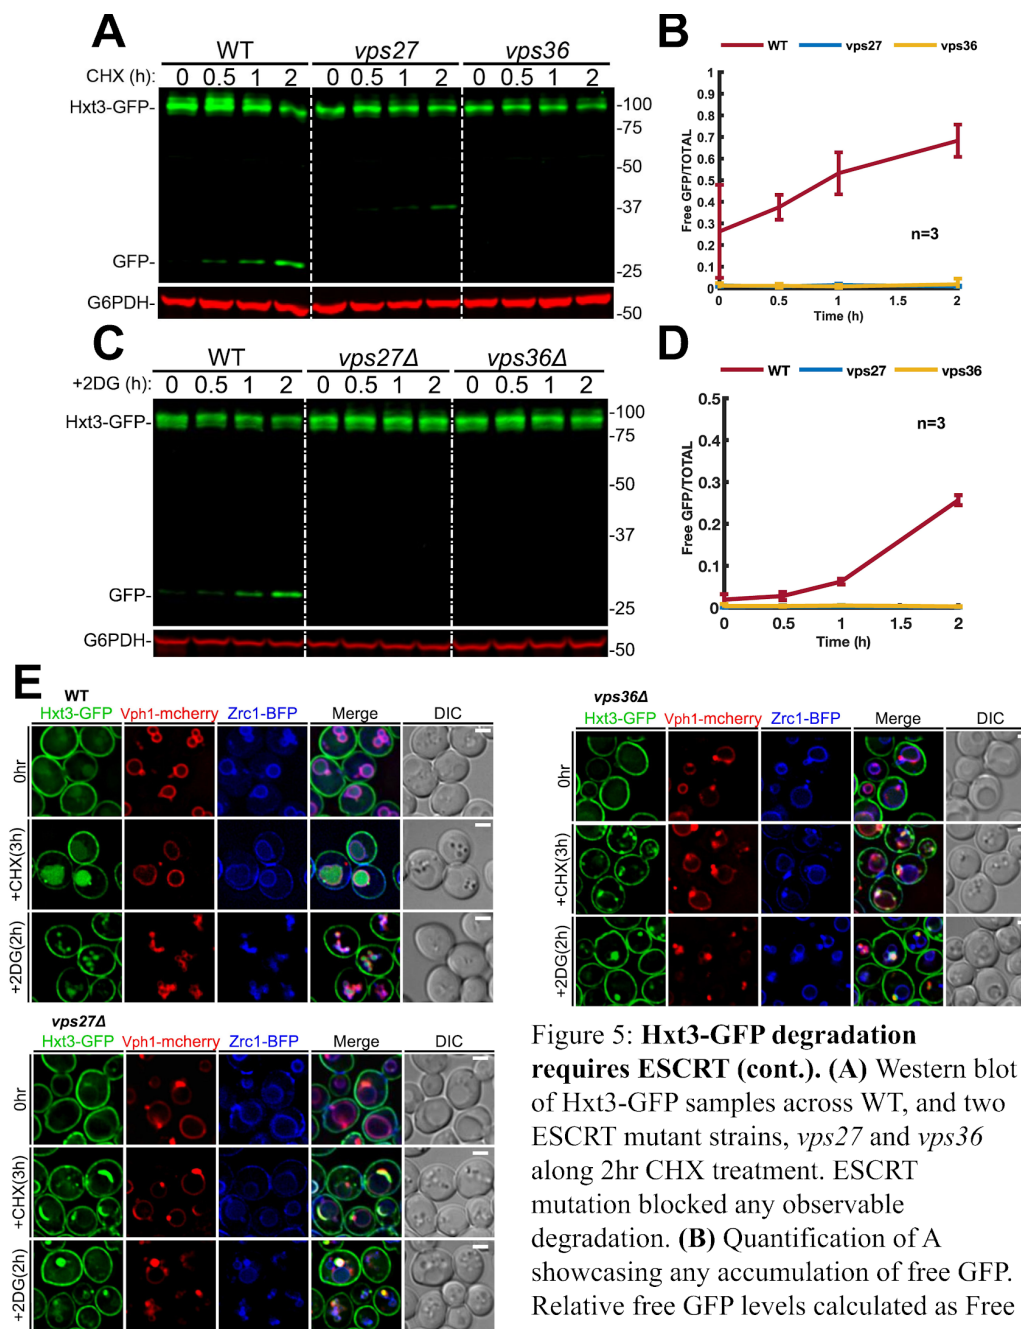 A
WT vps27 vps36
CHX (h): 0 0.5 1 2 0 0.5 1 2 0 0.5 1 2
Hxt3-GFP-
-100
-75
-50
-37
GFP-
-25
G6PDH-
-50
B
WT vps27 vps36
1
0.9
0.8
0.7
0.6
0.5
0.4
0.3
0.2
0.1
0
Free GFP/TOTAL
n=3
0 0.5 1 1.5 2
Time (h)
C
WT vps27Δ vps36Δ
+2DG (h): 0 0.5 1 2 0 0.5 1 2 0 0.5 1 2
Hxt3-GFP-
-100
-75
-50
-37
GFP-
-25
G6PDH-
-50
D
WT vps27 vps36
0.5
0.4
0.3
0.2
0.1
0
Free GFP/TOTAL
n=3
0 0.5 1 1.5 2
Time (h)
E
WT
Hxt3-GFP Vph1-mcherry Zrc1-BFP Merge DIC
0hr
+CHX(3h)
+2DG(2h)
vps36Δ
Hxt3-GFP Vph1-mcherry Zrc1-BFP Merge DIC
0hr
+CHX(3h)
+2DG(2h)
vps27Δ
Hxt3-GFP Vph1-mcherry Zrc1-BFP Merge DIC
0hr
+CHX(3h)
+2DG(2h)
Figure 5: Hxt3-GFP degradation
requires ESCRT (cont.). (A) Western blot
of Hxt3-GFP samples across WT, and two
ESCRT mutant strains, vps27 and vps36
along 2hr CHX treatment. ESCRT
mutation blocked any observable
degradation. (B) Quantification of A
showcasing any accumulation of free GFP.
Relative free GFP levels calculated as Free